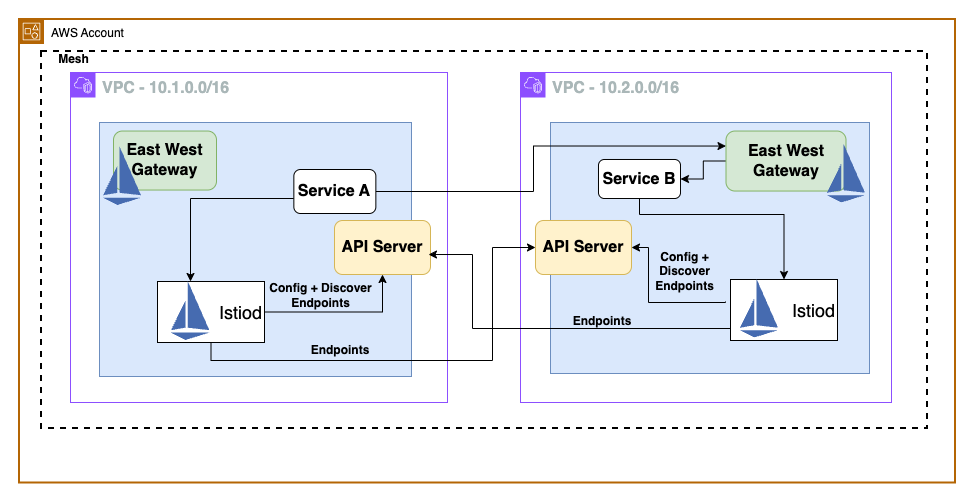 AWS Account
Mesh
VPC - 10.1.0.0/16
East West
Gateway
Service A
API Server
Config + Discover
Endpoints
Istiod
Endpoints
VPC - 10.2.0.0/16
East West
Gateway
Service B
API Server
Config +
Discover
Endpoints
Istiod
Endpoints